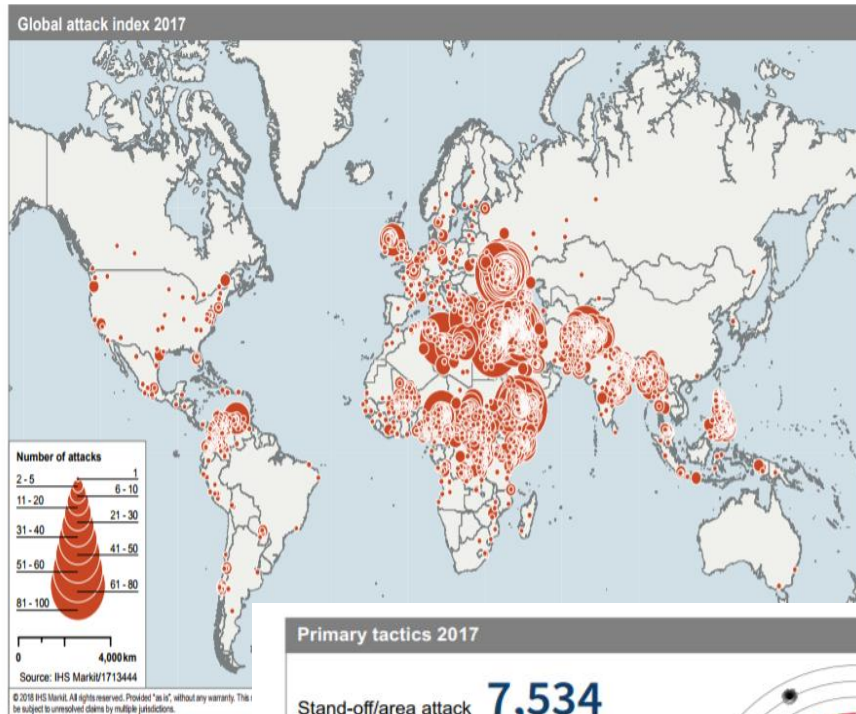 Global attack index 2017
Number of attacks
1
2 - 5
6 - 10
11 - 20
21 - 30
31 - 40
41 - 50
51 - 60
61 - 80
81 - 100
0 4,000 km
Source: IHS Markit/1713444
© 2018 IHS Markit. All rights reserved. Provided "as is", without any warranty. This
be subject to unresolved claims by multiple jurisdictions.
Primary tactics 2017
Stand-off/area attack 7,534